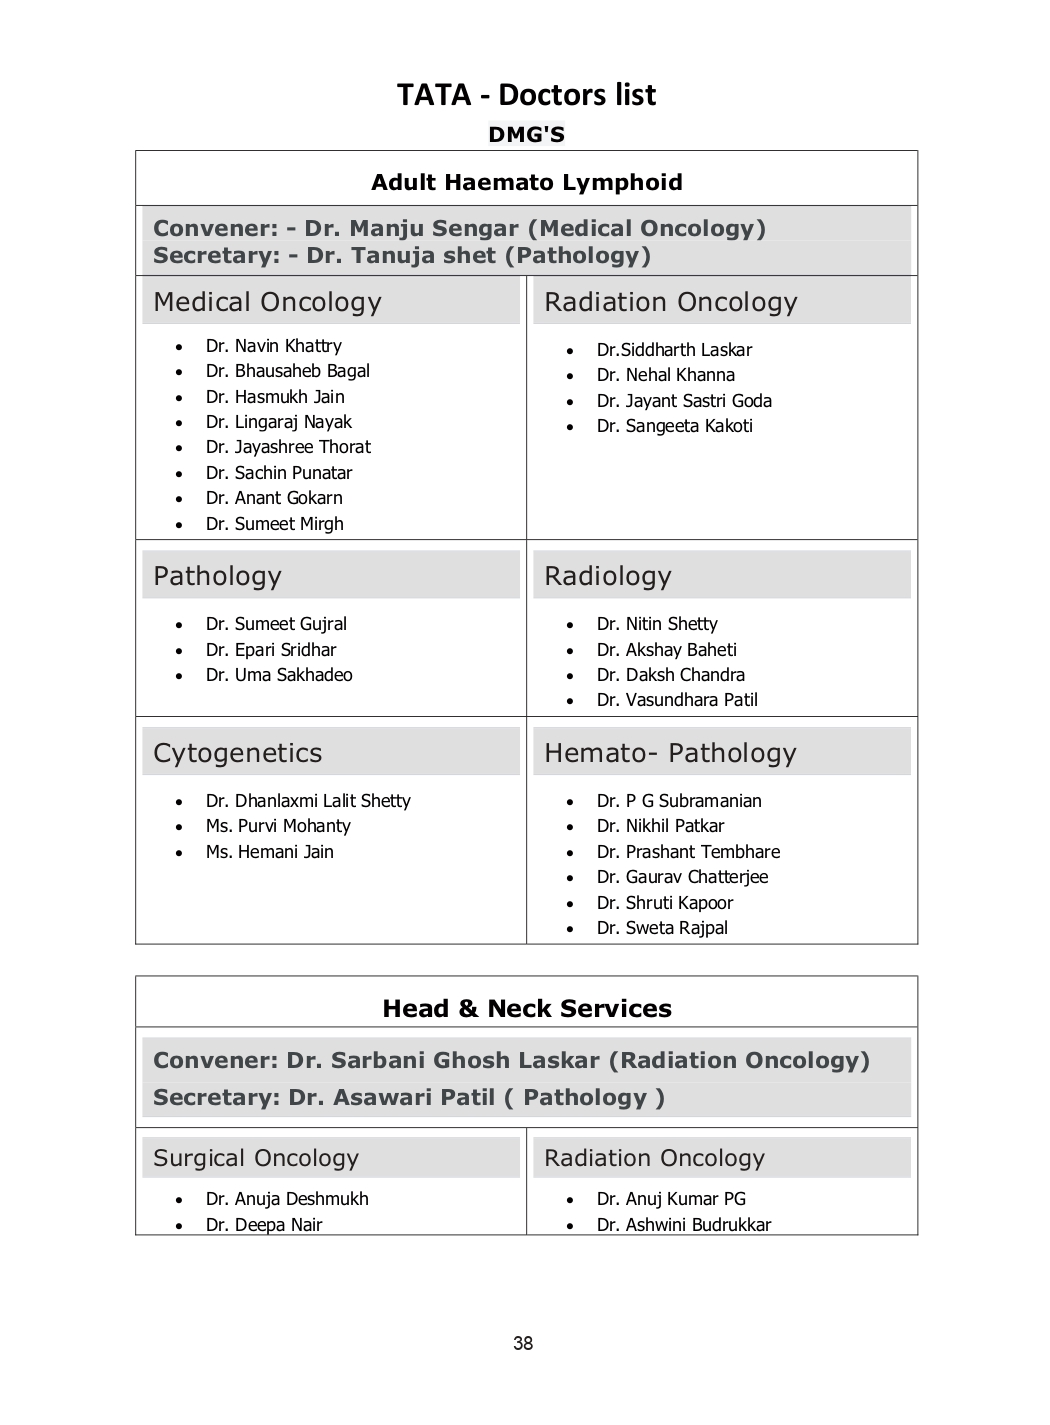 TATA - Doctors list
DMG'S
Adult Haemato Lymphoid
Convener: - Dr. Manju Sengar (Medical Oncology)
Secretary: - Dr. Tanuja shet (Pathology)
Medical Oncology
• Dr. Navin Khattry
• Dr. Bhausaheb Bagal
• Dr. Hasmukh Jain
• Dr. Lingaraj Nayak
• Dr. Jayashree Thorat
• Dr. Sachin Punatar
• Dr. Anant Gokarn
• Dr. Sumeet Mirgh
Radiation Oncology
• Dr.Siddharth Laskar
• Dr. Nehal Khanna
• Dr. Jayant Sastri Goda
• Dr. Sangeeta Kakoti
Pathology
• Dr. Sumeet Gujral
• Dr. Epari Sridhar
• Dr. Uma Sakhadeo
Radiology
• Dr. Nitin Shetty
• Dr. Akshay Baheti
• Dr. Daksh Chandra
• Dr. Vasundhara Patil
Cytogenetics
• Dr. Dhanlaxmi Lalit Shetty
• Ms. Purvi Mohanty
• Ms. Hemani Jain
Hemato- Pathology
• Dr. P G Subramanian
• Dr. Nikhil Patkar
• Dr. Prashant Tembhare
• Dr. Gaurav Chatterjee
• Dr. Shruti Kapoor
• Dr. Sweta Rajpal
Head & Neck Services
Convener: Dr. Sarbani Ghosh Laskar (Radiation Oncology)
Secretary: Dr. Asawari Patil ( Pathology )
Surgical Oncology
• Dr. Anuja Deshmukh
• Dr. Deepa Nair
Radiation Oncology
• Dr. Anuj Kumar PG
• Dr. Ashwini Budrukkar
38